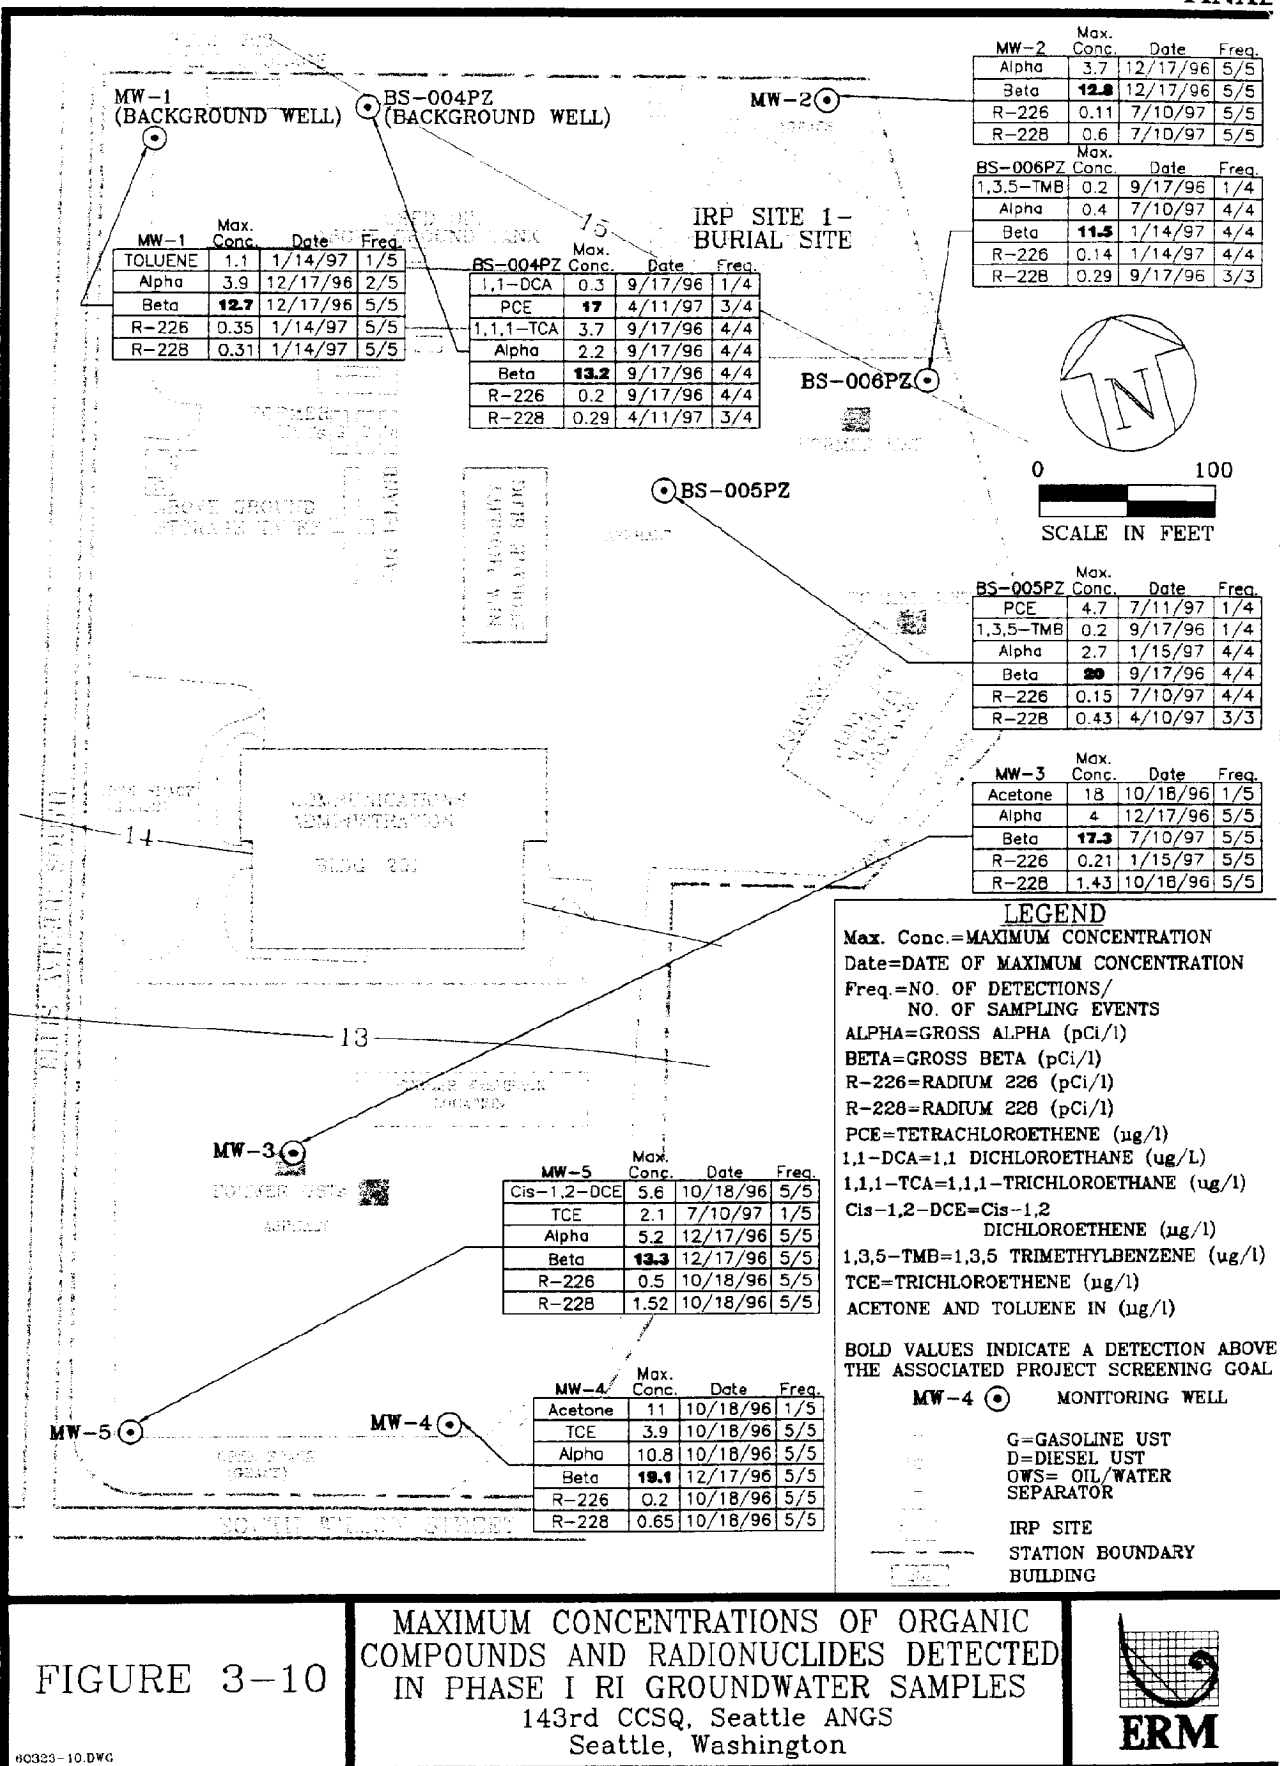 FINAL
MW-1
(BACKGROUND WELL)
BS-004PZ
(BACKGROUND WELL)
MW-2
IRP SITE 1-
BURIAL SITE
15
MW-2 Max. Conc. Date Freq.
Alpha 3.7 12/17/96 5/5
Beta 12.8 12/17/96 5/5
R-226 0.11 7/10/97 5/5
R-228 0.6 7/10/97 5/5
BS-006PZ Max. Conc. Date Freq.
1,3,5-TMB 0.2 9/17/96 1/4
Alpha 0.4 7/10/97 4/4
Beta 11.5 1/14/97 4/4
R-226 0.14 1/14/97 4/4
R-228 0.29 9/17/96 3/3
MW-1 Max. Conc. Date Freq.
TOLUENE 1.1 1/14/97 1/5
Alpha 3.9 12/17/96 2/5
Beta 12.7 12/17/96 5/5
R-226 0.35 1/14/97 5/5
R-228 0.31 1/14/97 5/5
BS-004PZ Max. Conc. Date Freq.
1,1-DCA 0.3 9/17/96 1/4
PCE 17 4/11/97 3/4
1,1,1-TCA 3.7 9/17/96 4/4
Alpha 2.2 9/17/96 4/4
Beta 13.2 9/17/96 4/4
R-226 0.2 9/17/96 4/4
R-228 0.29 4/11/97 3/4
BS-006PZ
N
0 100
SCALE IN FEET
BS-005PZ
ABOVE GROUND
BS-005PZ Max. Conc. Date Freq.
PCE 4.7 7/11/97 1/4
1,3,5-TMB 0.2 9/17/96 1/4
Alpha 2.7 1/15/97 4/4
Beta 20 9/17/96 4/4
R-226 0.15 7/10/97 4/4
R-228 0.43 4/10/97 3/3
MW-3 Max. Conc. Date Freq.
Acetone 18 10/18/96 1/5
Alpha 4 12/17/96 5/5
Beta 17.3 7/10/97 5/5
R-226 0.21 1/15/97 5/5
R-228 1.43 10/18/96 5/5
COMMUNICATIONS
ADMINISTRATION
14
13
MW-3
FORMER USTs
ASPHALT
LEGEND
Max. Conc.=MAXIMUM CONCENTRATION
Date=DATE OF MAXIMUM CONCENTRATION
Freq.=NO. OF DETECTIONS/
NO. OF SAMPLING EVENTS
ALPHA=GROSS ALPHA (pCi/l)
BETA=GROSS BETA (pCi/l)
R-226=RADIUM 226 (pCi/l)
R-228=RADIUM 228 (pCi/l)
PCE=TETRACHLOROETHENE (µg/l)
1,1-DCA=1,1 DICHLOROETHANE (ug/L)
1,1,1-TCA=1,1,1-TRICHLOROETHANE (ug/l)
Cis-1,2-DCE=Cis-1,2
DICHLOROETHENE (µg/l)
1,3,5-TMB=1,3,5 TRIMETHYLBENZENE (ug/l)
TCE=TRICHLOROETHENE (µg/l)
ACETONE AND TOLUENE IN (µg/l)
BOLD VALUES INDICATE A DETECTION ABOVE
THE ASSOCIATED PROJECT SCREENING GOAL
MW-4 MONITORING WELL
G=GASOLINE UST
D=DIESEL UST
OWS= OIL/WATER
SEPARATOR
IRP SITE
STATION BOUNDARY
BUILDING
MW-5 Max. Conc. Date Freq.
Cis-1,2-DCE 5.6 10/18/96 5/5
TCE 2.1 7/10/97 1/5
Alpha 5.2 12/17/96 5/5
Beta 13.3 12/17/96 5/5
R-226 0.5 10/18/96 5/5
R-228 1.52 10/18/96 5/5
MW-5
MW-4
MW-4 Max. Conc. Date Freq.
Acetone 11 10/18/96 1/5
TCE 3.9 10/18/96 5/5
Alpha 10.8 10/18/96 5/5
Beta 19.1 12/17/96 5/5
R-226 0.2 10/18/96 5/5
R-228 0.65 10/18/96 5/5
FIGURE 3-10
60323-10.DWG
MAXIMUM CONCENTRATIONS OF ORGANIC
COMPOUNDS AND RADIONUCLIDES DETECTED
IN PHASE I RI GROUNDWATER SAMPLES
143rd CCSQ, Seattle ANGS
Seattle, Washington
ERM